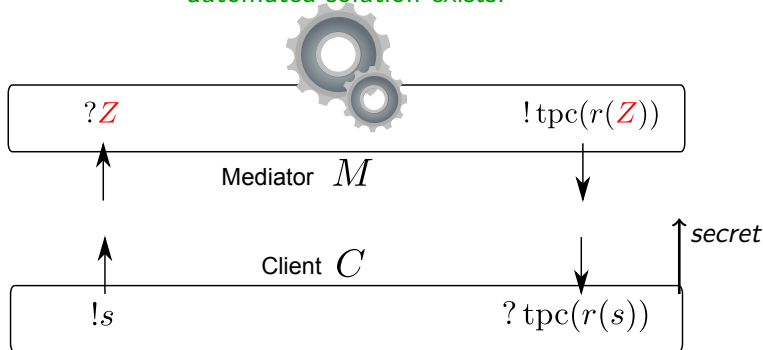 automated solution exists.
?Z !tpc(r(Z))
Mediator M
secret
Client C
!s ?tpc(r(s))